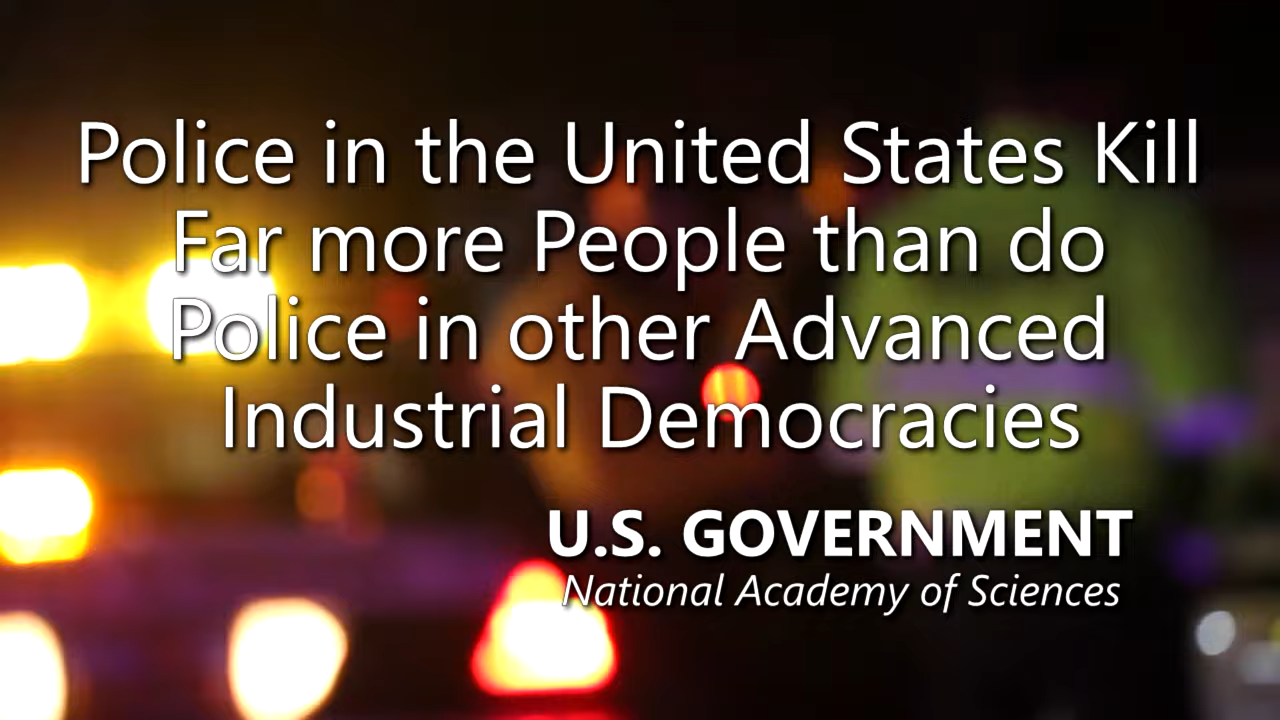 Police in the United States Kill
Far more People than do
Police in other Advanced
Industrial Democracies
U.S. GOVERNMENT
National Academy of Sciences